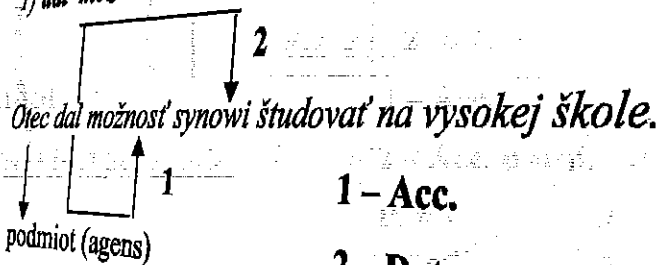 2
Otec dal možnosť synowi študovať na vysokej škole.
1
1 – Acc.
podmiot (agens)